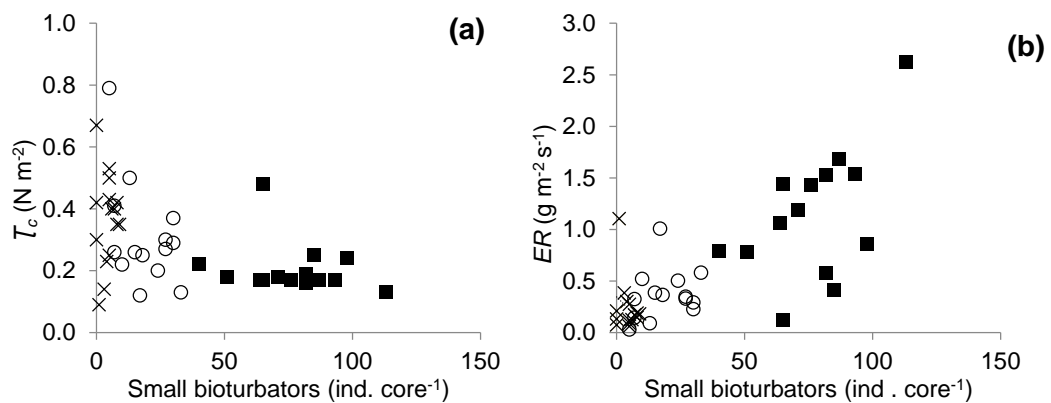 (a)
1.0
0.8
0.6
0.4
0.2
0.0
τc (N m-2)
0 50 100 150
Small bioturbators (ind. core-1)
(b)
3.0
2.5
2.0
1.5
1.0
0.5
0.0
ER (g m-2 s-1)
0 50 100 150
Small bioturbators (ind . core-1)